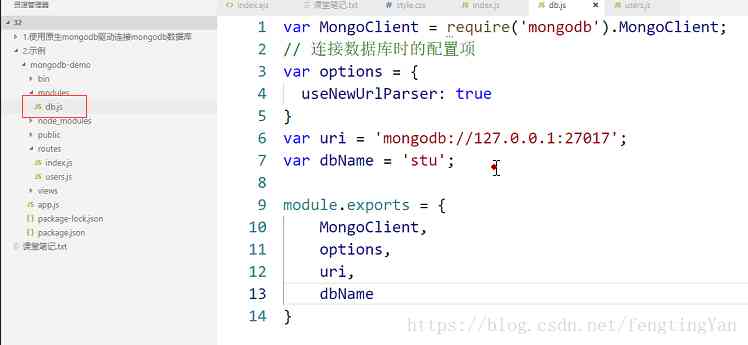 资源管理器
index.ejs
课堂笔记.txt
style.css
index.js
db.js
users.js
32
1.使用原生mongodb驱动连接mongodb数据库
2.示例
mongodb-demo
bin
modules
JS db.js
node_modules
public
routes
JS index.js
JS users.js
views
JS app.js
{} package-lock.json
{} package.json
课堂笔记.txt
1 var MongoClient = require('mongodb').MongoClient;
2 // 连接数据库时的配置项
3 var options = {
4 useNewUrlParser: true
5 }
6 var uri = 'mongodb://127.0.0.1:27017';
7 var dbName = 'stu';
8
9 module.exports = {
10 MongoClient,
11 options,
12 uri,
13 dbName
14 }
https://blog.csdn.net/fengtingYan